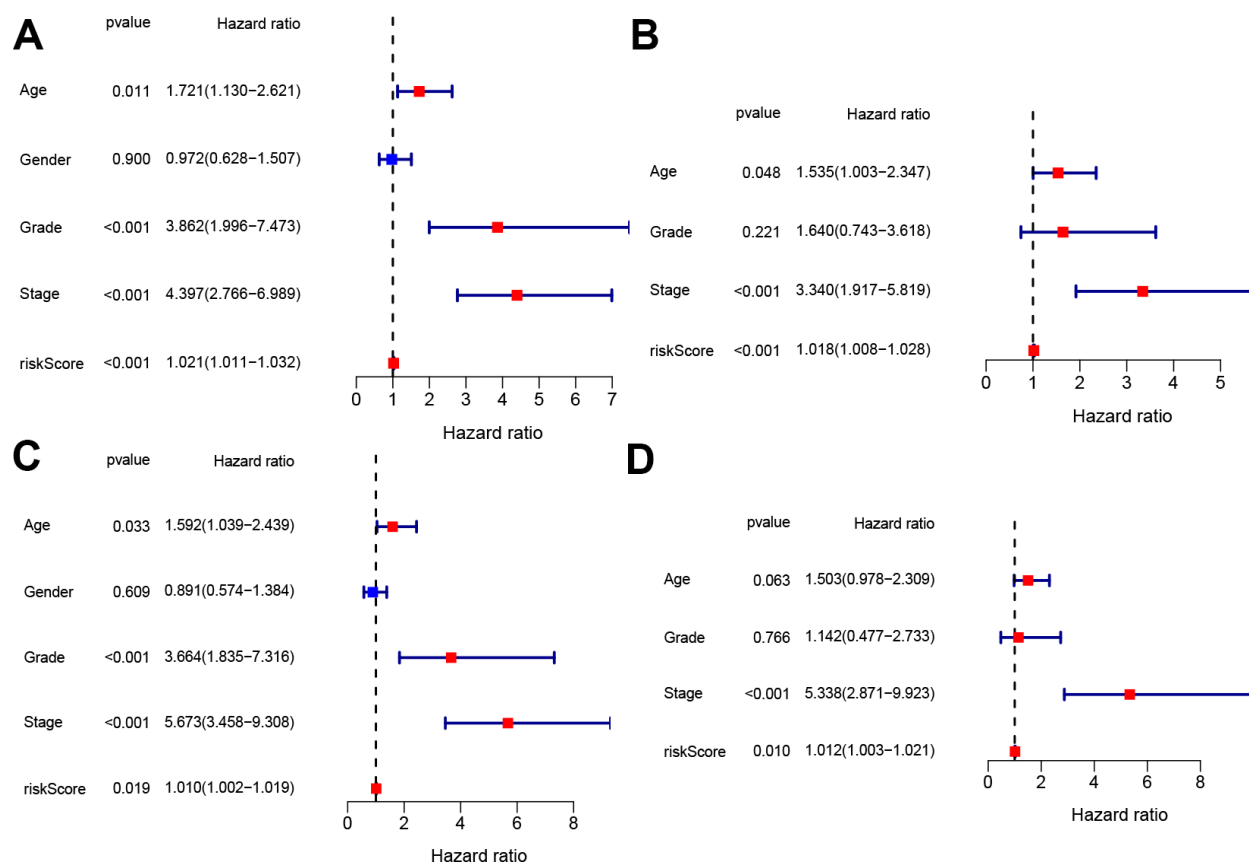 A
pvalue Hazard ratio
Age 0.011 1.721(1.130−2.621)
Gender 0.900 0.972(0.628−1.507)
Grade <0.001 3.862(1.996−7.473)
Stage <0.001 4.397(2.766−6.989)
riskScore <0.001 1.021(1.011−1.032)
0 1 2 3 4 5 6 7
Hazard ratio
B
pvalue Hazard ratio
Age 0.048 1.535(1.003−2.347)
Grade 0.221 1.640(0.743−3.618)
Stage <0.001 3.340(1.917−5.819)
riskScore <0.001 1.018(1.008−1.028)
0 1 2 3 4 5
Hazard ratio
C
pvalue Hazard ratio
Age 0.033 1.592(1.039−2.439)
Gender 0.609 0.891(0.574−1.384)
Grade <0.001 3.664(1.835−7.316)
Stage <0.001 5.673(3.458−9.308)
riskScore 0.019 1.010(1.002−1.019)
0 2 4 6 8
Hazard ratio
D
pvalue Hazard ratio
Age 0.063 1.503(0.978−2.309)
Grade 0.766 1.142(0.477−2.733)
Stage <0.001 5.338(2.871−9.923)
riskScore 0.010 1.012(1.003−1.021)
0 2 4 6 8
Hazard ratio